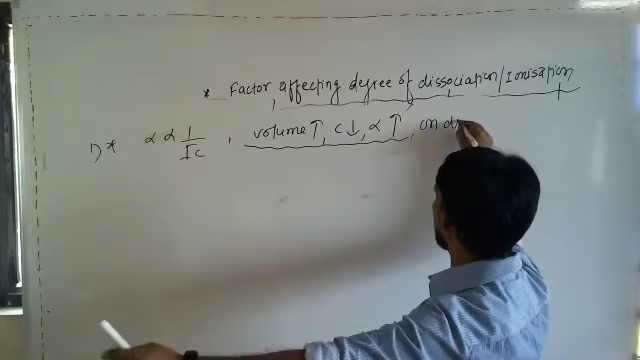 * Factor affecting degree of dissociation/Ionisation
1) * α α 1/√c , volume ↑, c↓, α ↑, on d